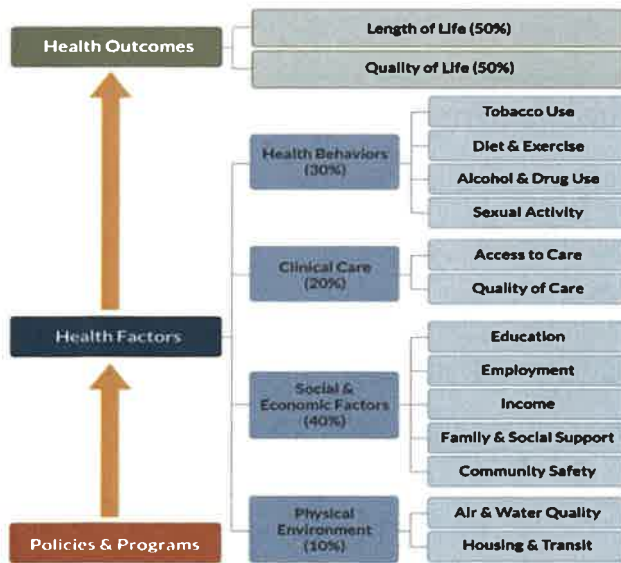 Health Outcomes
Length of Life (50%)
Quality of Life (50%)
Health Factors
Health Behaviors
(30%)
Tobacco Use
Diet & Exercise
Alcohol & Drug Use
Sexual Activity
Clinical Care
(20%)
Access to Care
Quality of Care
Social &
Economic Factors
(40%)
Education
Employment
Income
Family & Social Support
Community Safety
Physical
Environment
(10%)
Air & Water Quality
Housing & Transit
Policies & Programs